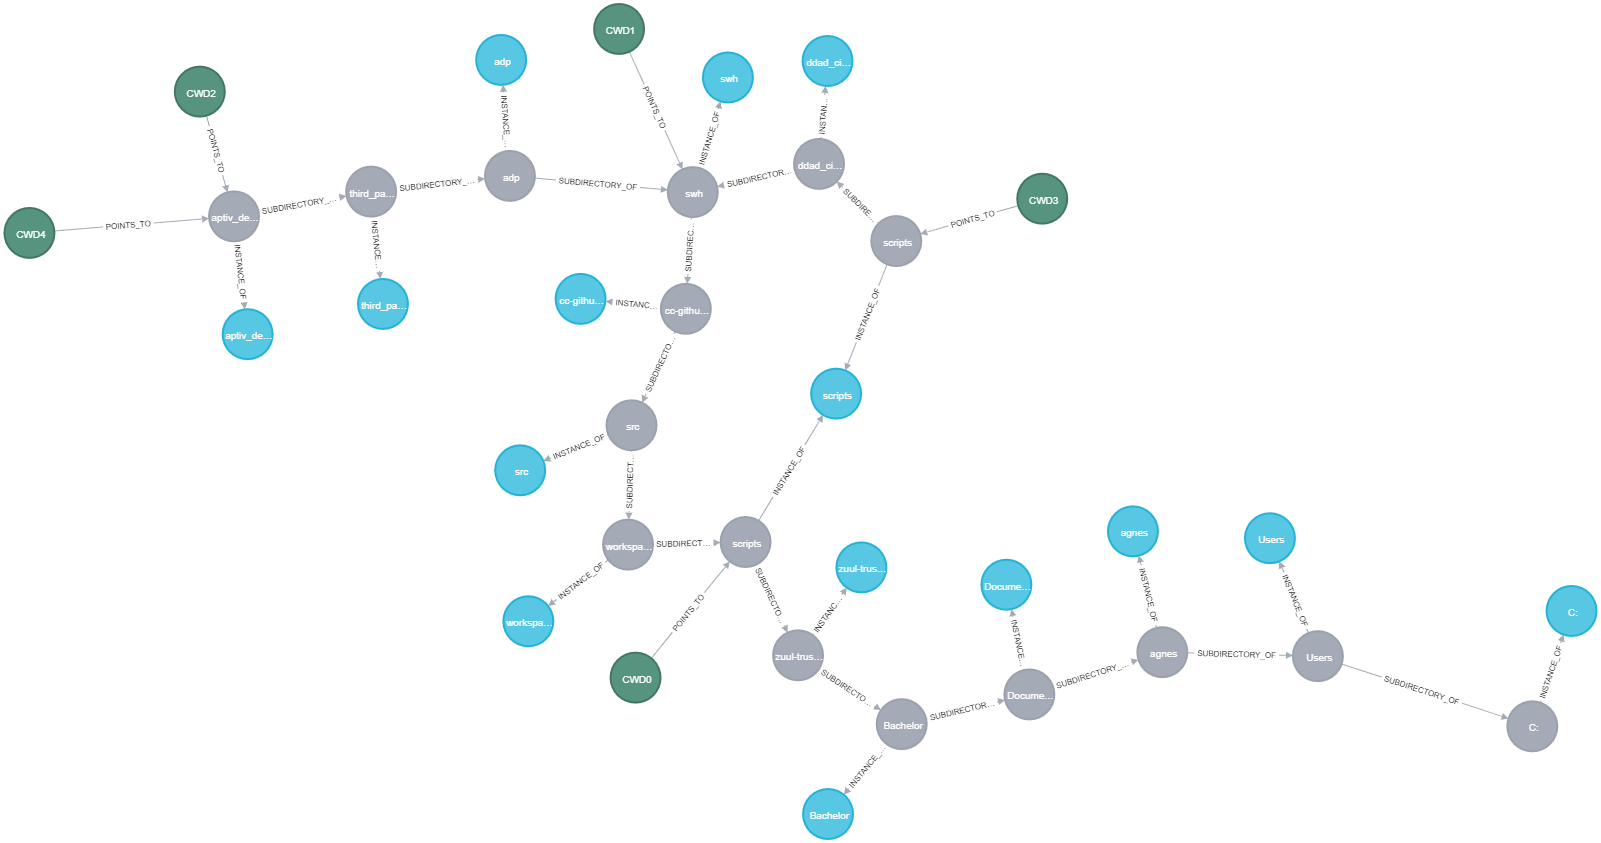 CWD1
adp
swh
ddad_ci...
CWD2
POINTS_TO
INSTANCE...
INSTANCE_OF
INSTAN...
POINTS_TO
ddad_ci...
adp
SUBDIRECTORY_...
SUBDIRECTORY_OF
SUBDIRECTOR...
third_pa...
swh
SUBDIRE...
CWD3
SUBDIRECTORY_...
aptiv_de...
POINTS_TO
POINTS_TO
CWD4
scripts
INSTANCE...
SUBDIREC...
INSTANCE_OF
third_pa...
cc-githu...
INSTANC...
cc-githu...
INSTANCE_OF
aptiv_de...
SUBDIRECTO...
scripts
src
INSTANCE_OF
src
SUBDIRECT...
INSTANCE_OF
agnes
Users
workspa...
SUBDIRECT...
scripts
zuul-trus...
Docume...
INSTANCE_OF
SUBDIRECTO...
INSTANCE_OF
INSTANCE_OF
C:
workspa...
POINTS_TO
INSTANC...
INSTANCE...
zuul-trus...
agnes
SUBDIRECTORY_OF
Users
CWD0
SUBDIRECTO...
SUBDIRECTORY_...
SUBDIRECTORY_OF
INSTANCE_OF
Docume...
SUBDIRECTOR...
Bachelor
C:
INSTANCE_...
Bachelor